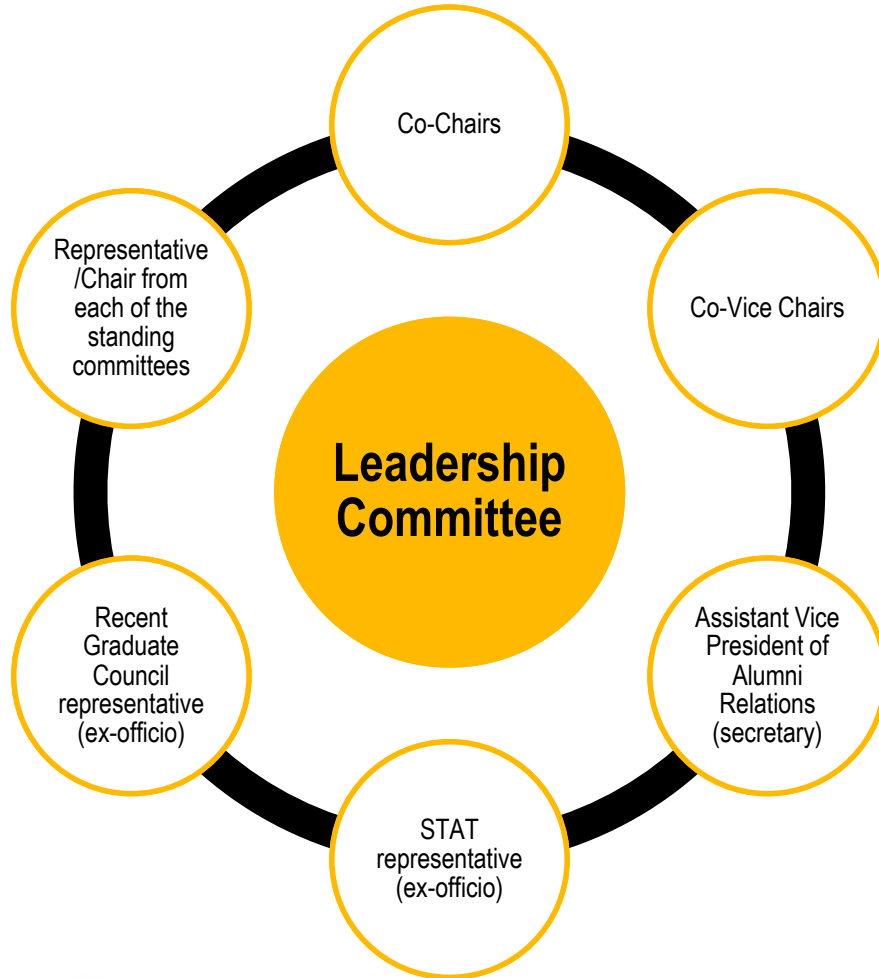 Co-Chairs
Co-Vice Chairs
Assistant Vice
President of
Alumni
Relations
(secretary)
STAT
representative
(ex-officio)
Recent
Graduate
Council
representative
(ex-officio)
Representative
/Chair from
each of the
standing
committees
Leadership
Committee